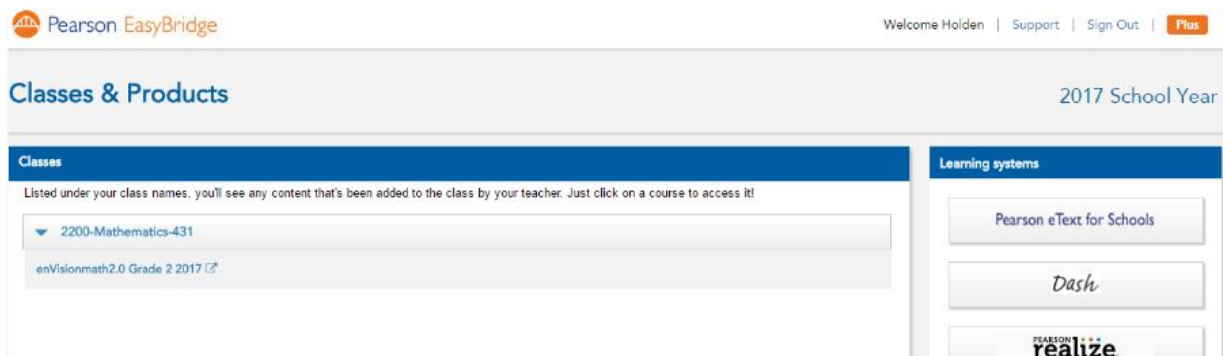 Pearson EasyBridge
Welcome Holden | Support | Sign Out | Plus
Classes & Products
2017 School Year
Classes
Listed under your class names, you'll see any content that's been added to the class by your teacher. Just click on a course to access it!
2200-Mathematics-431
enVisionmath2.0 Grade 2 2017
Learning systems
Pearson eText for Schools
Dash
PEARSON
realize